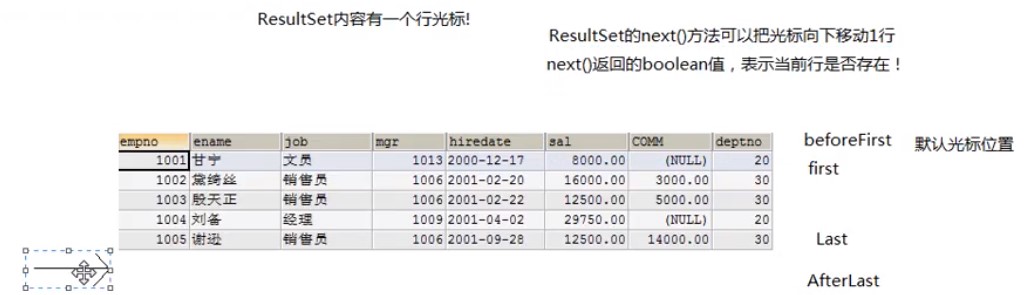 ResultSet内容有一个行光标!
ResultSet的next()方法可以把光标向下移动1行
next()返回的boolean值，表示当前行是否存在！
empno ename job mgr hiredate sal COMM deptno
1001 甘宁 文员 1013 2000-12-17 8000.00 (NULL) 20
1002 黛绮丝 销售员 1006 2001-02-20 16000.00 3000.00 30
1003 殷天正 销售员 1006 2001-02-22 12500.00 5000.00 30
1004 刘备 经理 1009 2001-04-02 29750.00 (NULL) 20
1005 谢逊 销售员 1006 2001-09-28 12500.00 14000.00 30
beforeFirst 默认光标位置
first
Last
AfterLast